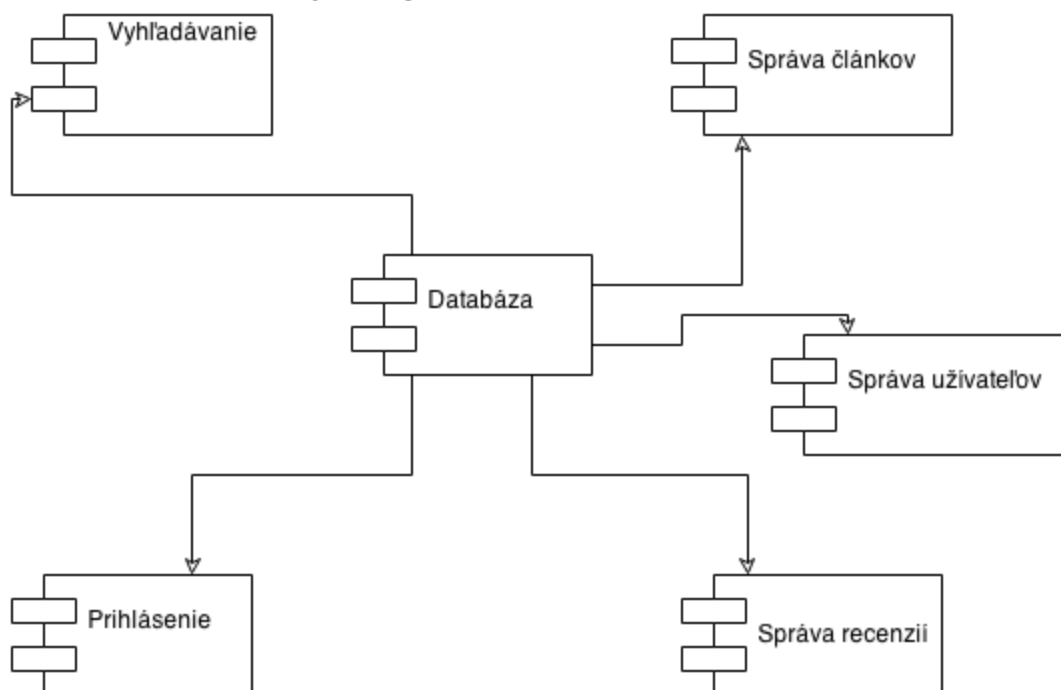 Vyhľadávanie
Správa článkov
Databáza
Správa užívateľov
Prihlásenie
Správa recenzií